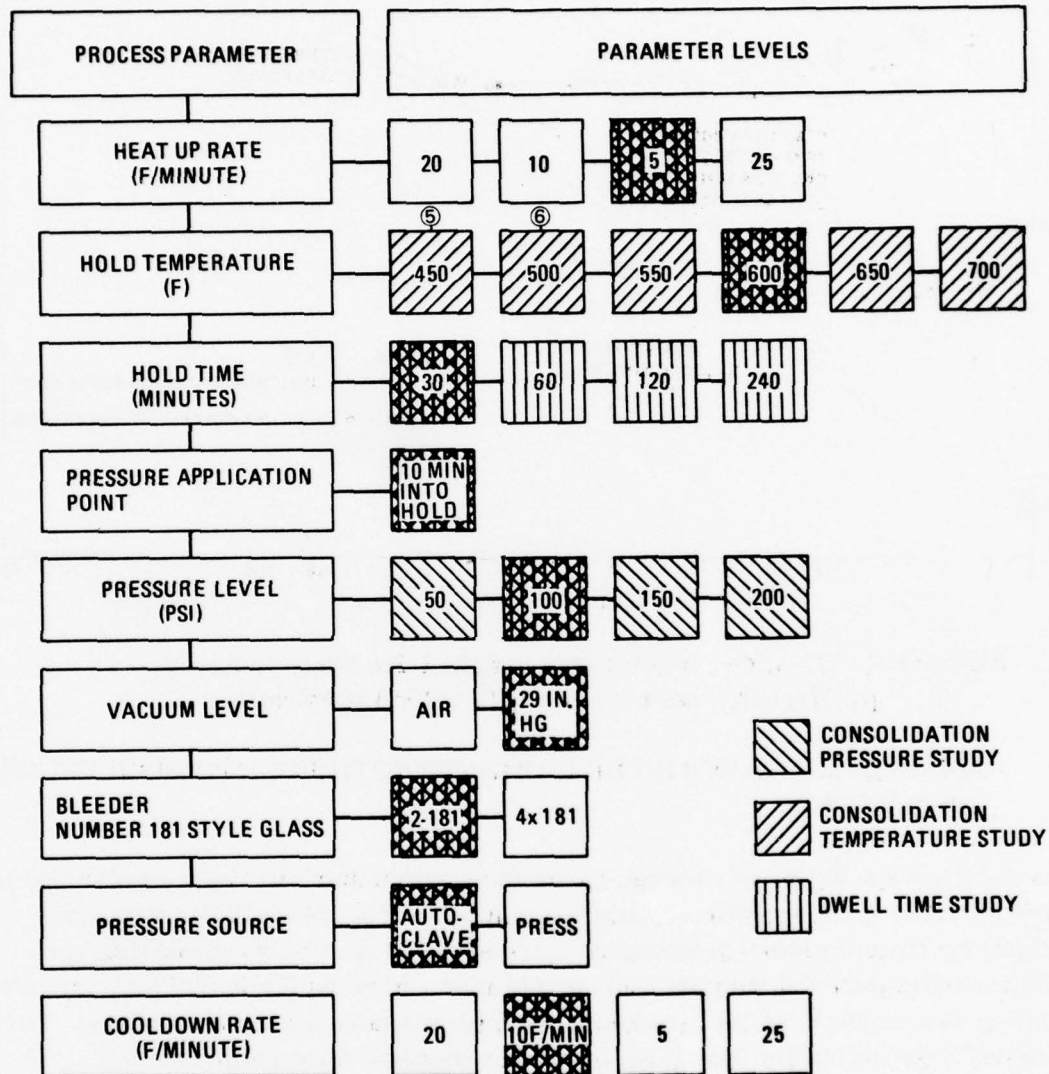 PROCESS PARAMETER
PARAMETER LEVELS
HEAT UP RATE
(F/MINUTE)
20
10
5
25
⑤
⑥
HOLD TEMPERATURE
(F)
450
500
550
600
650
700
HOLD TIME
(MINUTES)
30
60
120
240
PRESSURE APPLICATION
POINT
10 MIN
INTO
HOLD
PRESSURE LEVEL
(PSI)
50
100
150
200
VACUUM LEVEL
AIR
29 IN.
HG
BLEEDER
NUMBER 181 STYLE GLASS
2-181
4x 181
PRESSURE SOURCE
AUTO-
CLAVE
PRESS
COOLDOWN RATE
(F/MINUTE)
20
10F/MIN
5
25
CONSOLIDATION
PRESSURE STUDY
CONSOLIDATION
TEMPERATURE STUDY
DWELL TIME STUDY